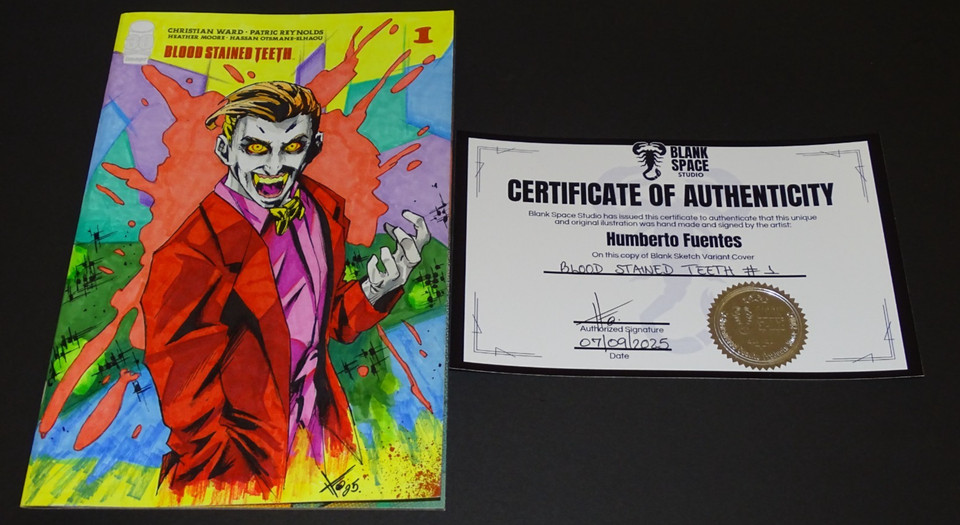 CHRISTIAN WARD · PATRIC REYNOLDS
HEATHER MOORE · HASSAN OTSMANE-ELHAOU
BLOOD STAINED TEETH
1
BLANK
SPACE
STUDIO
CERTIFICATE OF AUTHENTICITY
Blank Space Studio has issued this certificate to authenticate that this unique
and original ilustration was hand made and signed by the artist:
Humberto Fuentes
On this copy of Blank Sketch Variant Cover
BLOOD STAINED TEETH # 1
Authorized Signature
07/09/2025
Date